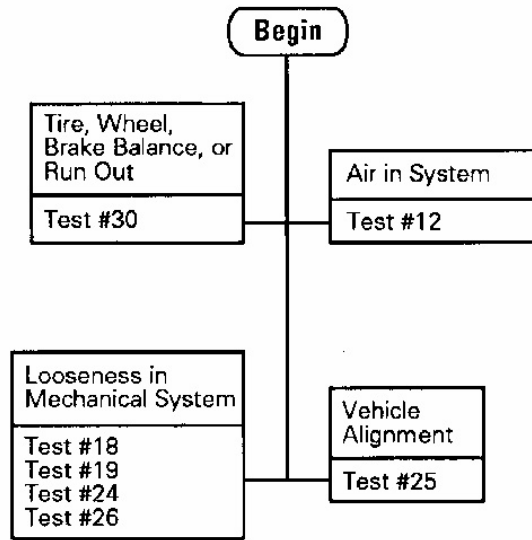 Begin
Tire, Wheel,
Brake Balance, or
Run Out
Test #30
Air in System
Test #12
Looseness in
Mechanical System
Test #18
Test #19
Test #24
Test #26
Vehicle
Alignment
Test #25